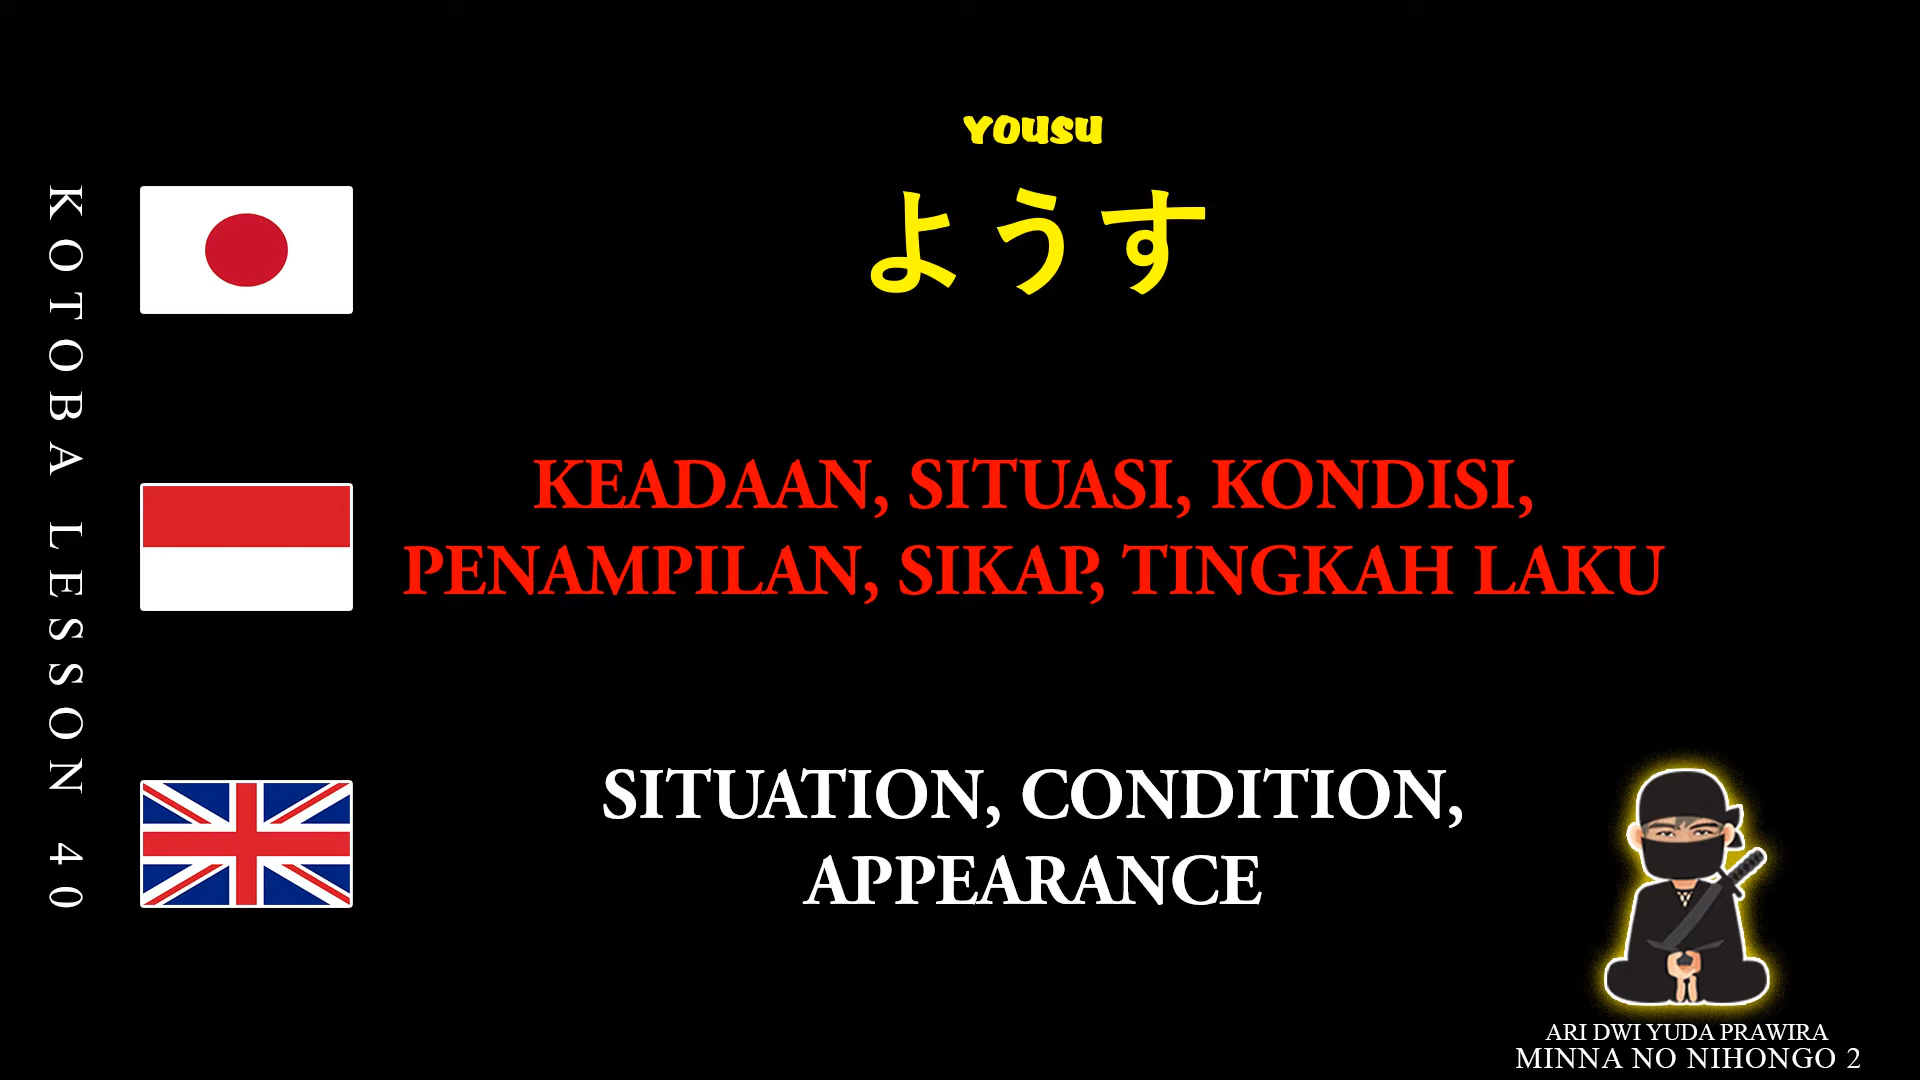 KOTOBA LESSON 40
YOUSU
ようす
KEADAAN, SITUASI, KONDISI,
PENAMPILAN, SIKAP, TINGKAH LAKU
SITUATION, CONDITION,
APPEARANCE
ARI DWI YUDA PRAWIRA
MINNA NO NIHONGO 2